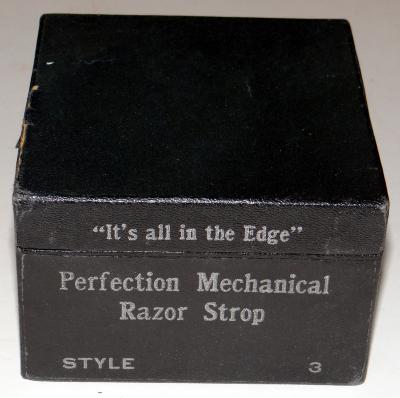 "It's all in the Edge"
Perfection Mechanical
Razor Strop
STYLE 3